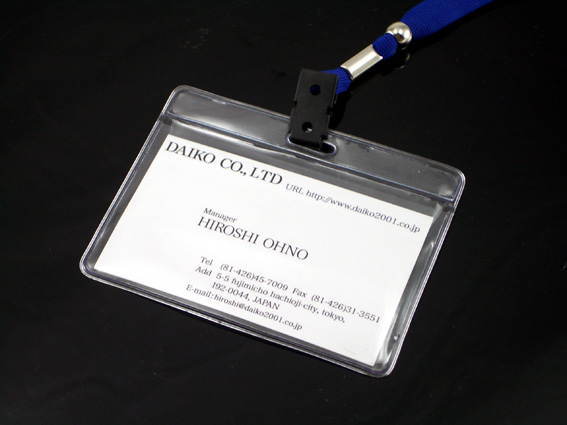 DAIKO CO., LTD URL http://www.daiko2001.co.jp
Manager
HIROSHI OHNO
Tel (81-426)45-7009 Fax (81-426)31-3551
Add 5-5 fujimicho hachioji-city, tokyo,
192-0044, JAPAN
E-mail:hiroshi@daiko2001.co.jp